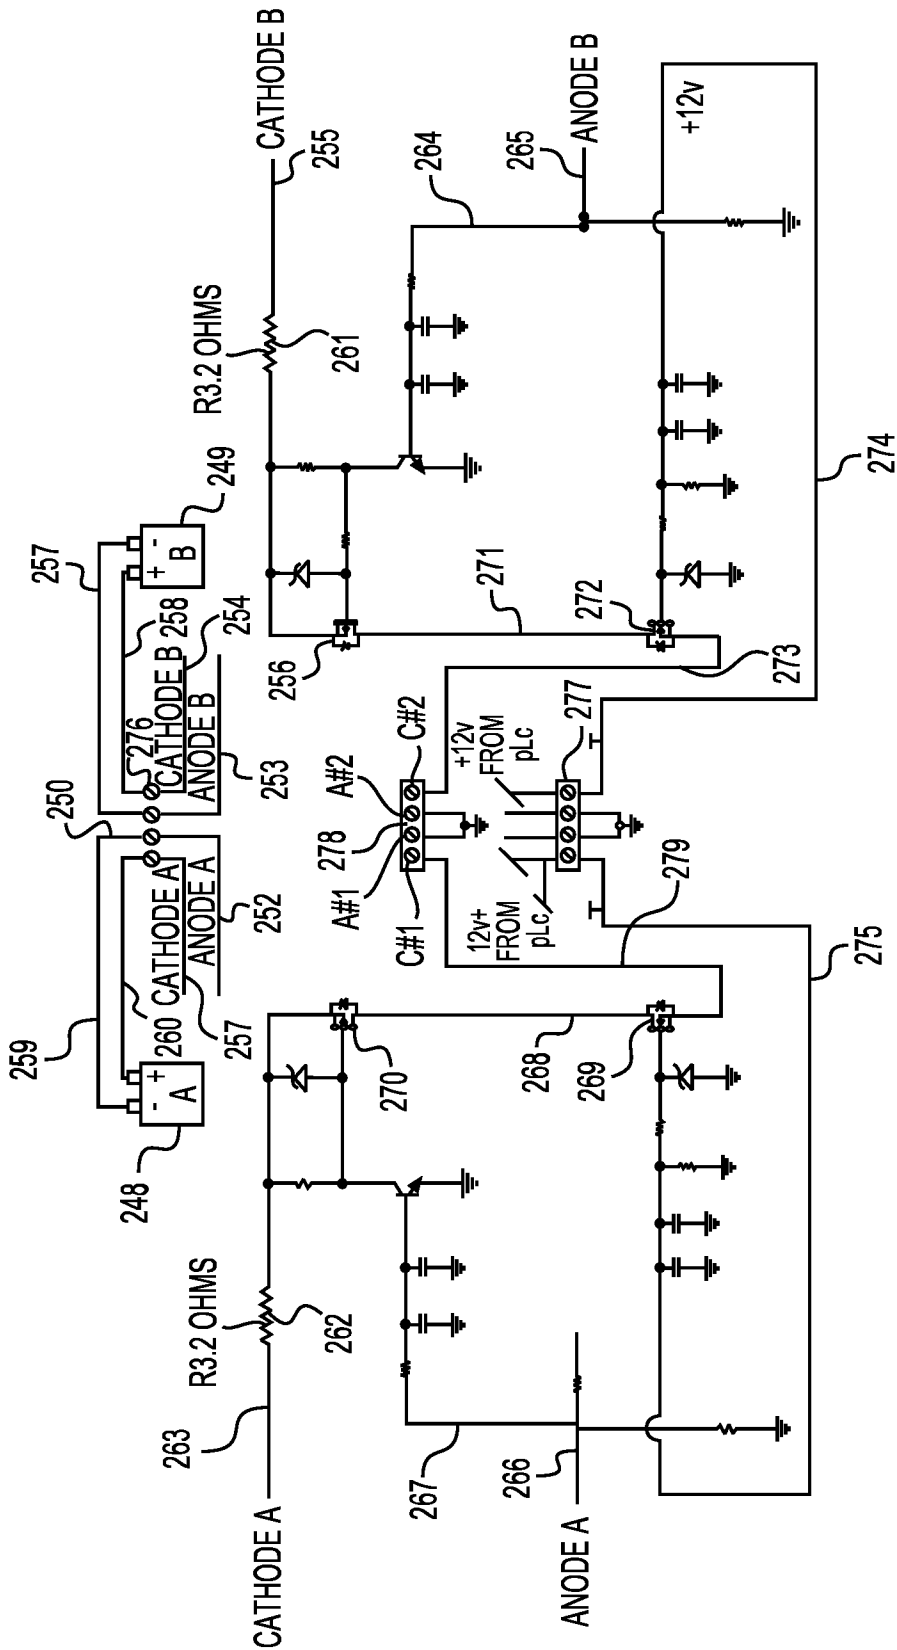 CATHODE B
255
R3.2 OHMS
261
264
265
ANODE B
+12v
274
249
-
+
B
257
258
254
276
CATHODE B
ANODE B
253
250
256
271
272
273
277
C#2
A#2
278
A#1
C#1
+12v
FROM
pLc
12v+
FROM
pLc
279
275
CATHODE A
ANODE A
252
257
260
259
+
-
A
248
270
268
269
R3.2 OHMS
262
263
CATHODE A
267
266
ANODE A